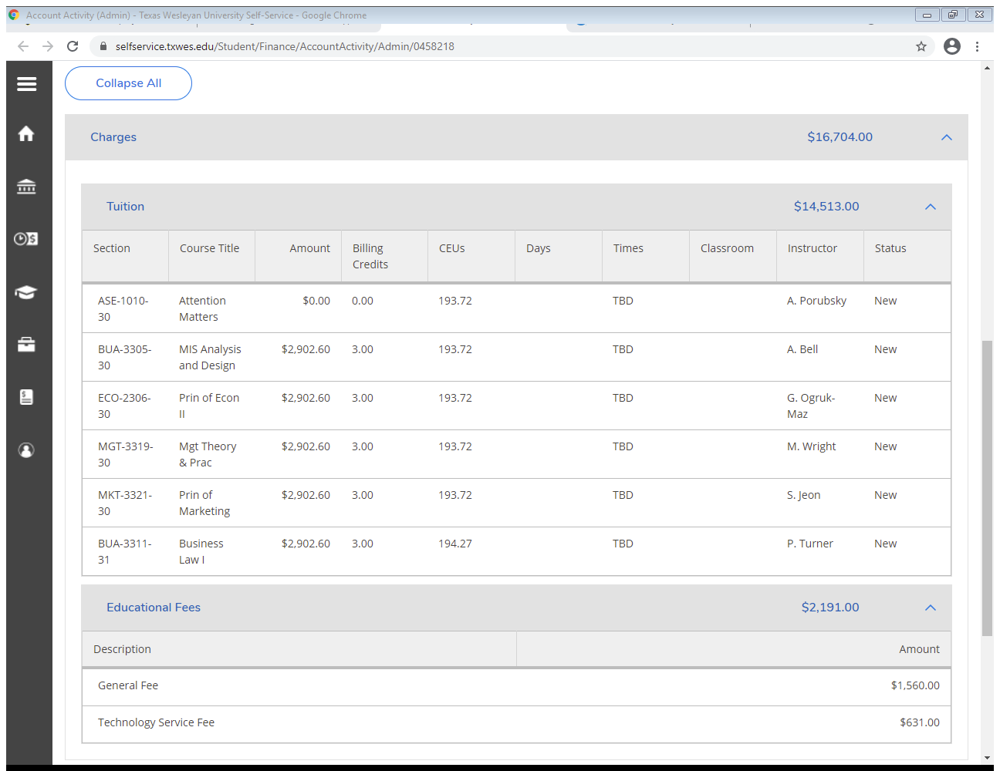 Account Activity (Admin) - Texas Wesleyan University Self-Service - Google Chrome
selfservice.txwes.edu/Student/Finance/AccountActivity/Admin/0458218
Collapse All
Charges $16,704.00
Tuition $14,513.00
Section Course Title Amount Billing Credits CEUs Days Times Classroom Instructor Status
ASE-1010-30 Attention Matters $0.00 0.00 193.72 TBD A. Porubsky New
BUA-3305-30 MIS Analysis and Design $2,902.60 3.00 193.72 TBD A. Bell New
ECO-2306-30 Prin of Econ II $2,902.60 3.00 193.72 TBD G. Ogruk-Maz New
MGT-3319-30 Mgt Theory & Prac $2,902.60 3.00 193.72 TBD M. Wright New
MKT-3321-30 Prin of Marketing $2,902.60 3.00 193.72 TBD S. Jeon New
BUA-3311-31 Business Law I $2,902.60 3.00 194.27 TBD P. Turner New
Educational Fees $2,191.00
Description Amount
General Fee $1,560.00
Technology Service Fee $631.00